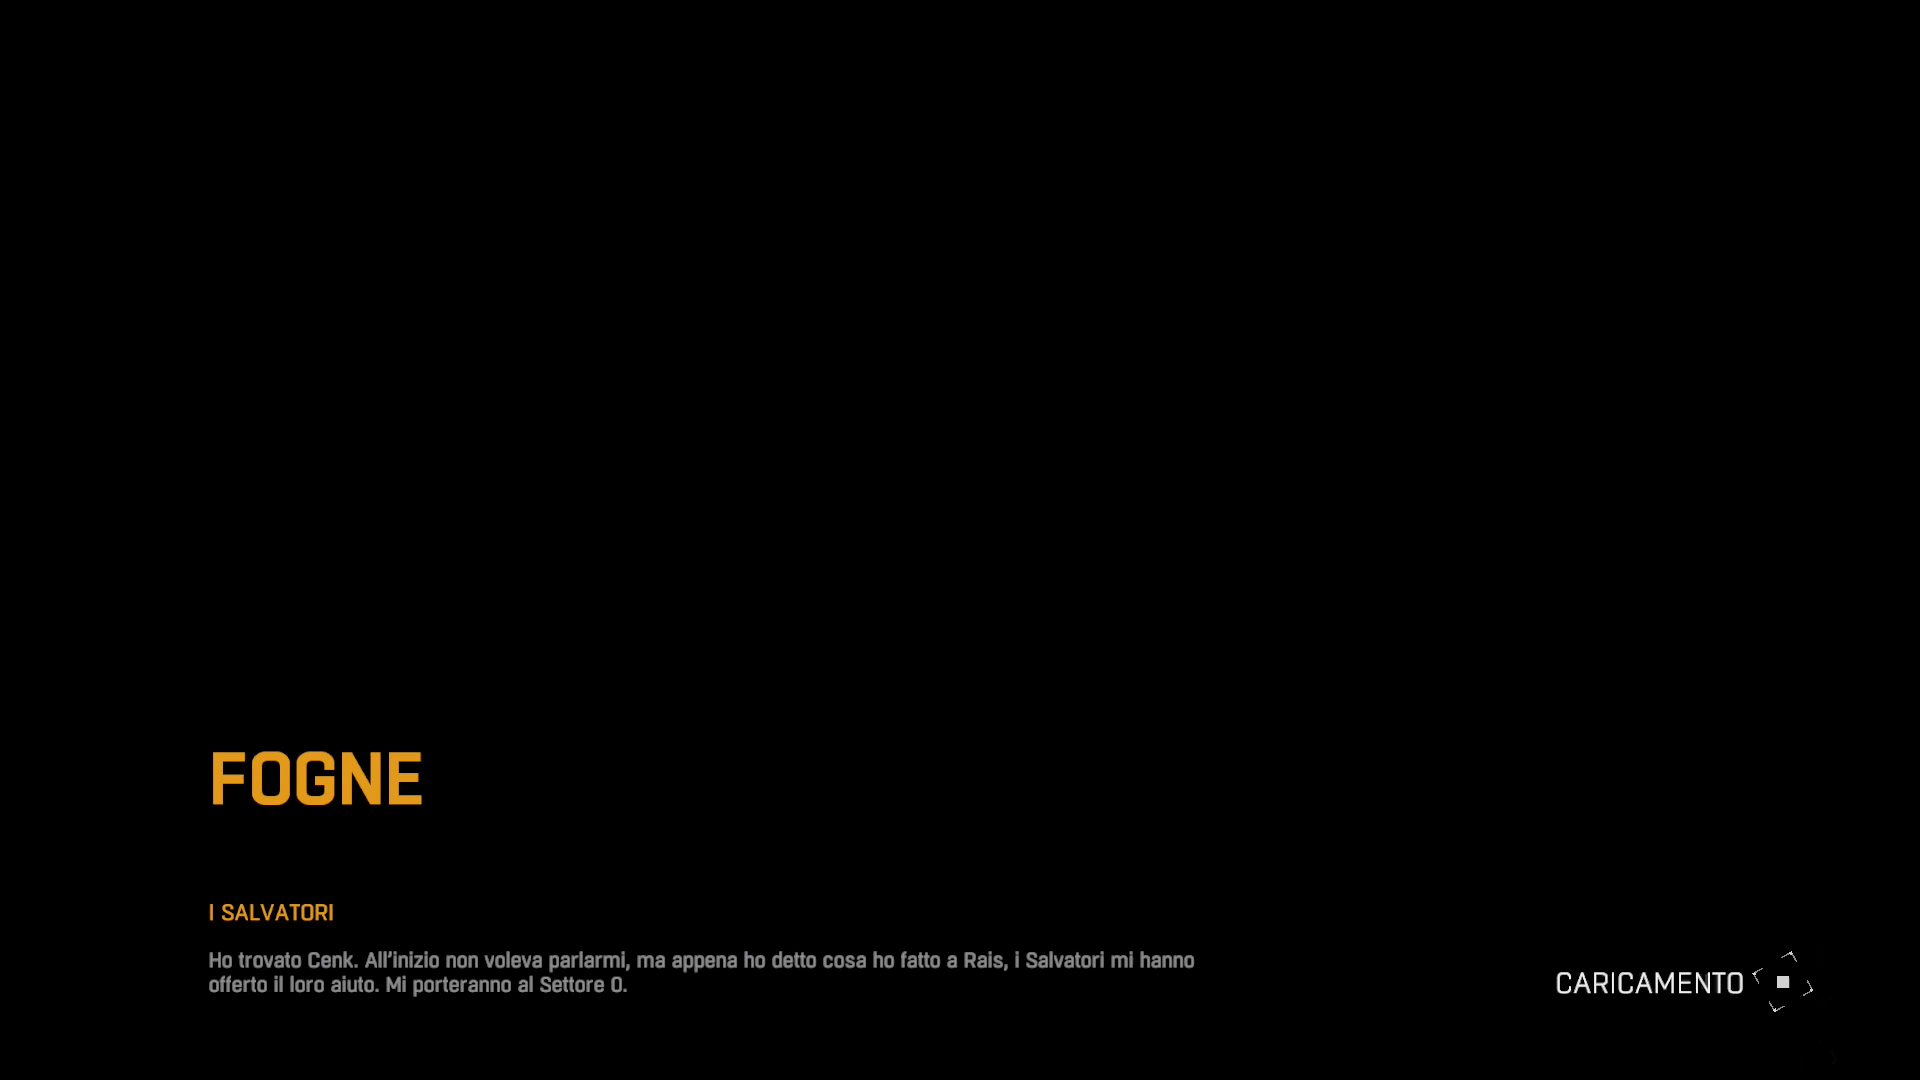 FOGNE
I SALVATORI
Ho trovato Cenk. All'inizio non voleva parlarmi, ma appena ho detto cosa ho fatto a Rais, i Salvatori mi hanno
offerto il loro aiuto. Mi porteranno al Settore 0.
CARICAMENTO